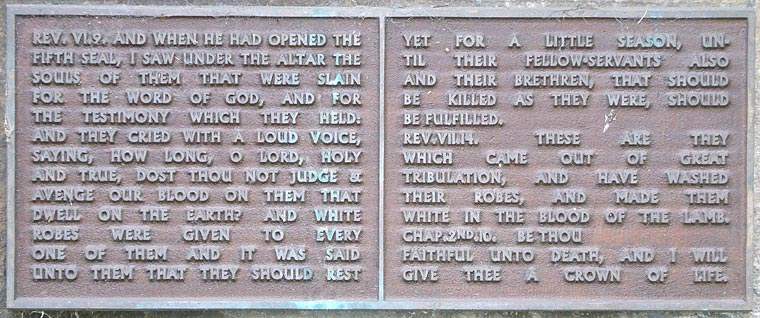 REV. VI.9. AND WHEN HE HAD OPENED THE
FIFTH SEAL, I SAW UNDER THE ALTAR THE
SOULS OF THEM THAT WERE SLAIN
FOR THE WORD OF GOD, AND FOR
THE TESTIMONY WHICH THEY HELD:
AND THEY CRIED WITH A LOUD VOICE,
SAYING, HOW LONG, O LORD, HOLY
AND TRUE, DOST THOU NOT JUDGE &
AVENGE OUR BLOOD ON THEM THAT
DWELL ON THE EARTH? AND WHITE
ROBES WERE GIVEN TO EVERY
ONE OF THEM AND IT WAS SAID
UNTO THEM THAT THEY SHOULD REST
YET FOR A LITTLE SEASON, UN-
TIL THEIR FELLOW-SERVANTS ALSO
AND THEIR BRETHREN, THAT SHOULD
BE KILLED AS THEY WERE, SHOULD
BE FULFILLED.
REV. VII.14. THESE ARE THEY
WHICH CAME OUT OF GREAT
TRIBULATION, AND HAVE WASHED
THEIR ROBES, AND MADE THEM
WHITE IN THE BLOOD OF THE LAMB.
CHAP. 2ND.10. BE THOU
FAITHFUL UNTO DEATH, AND I WILL
GIVE THEE A CROWN OF LIFE.